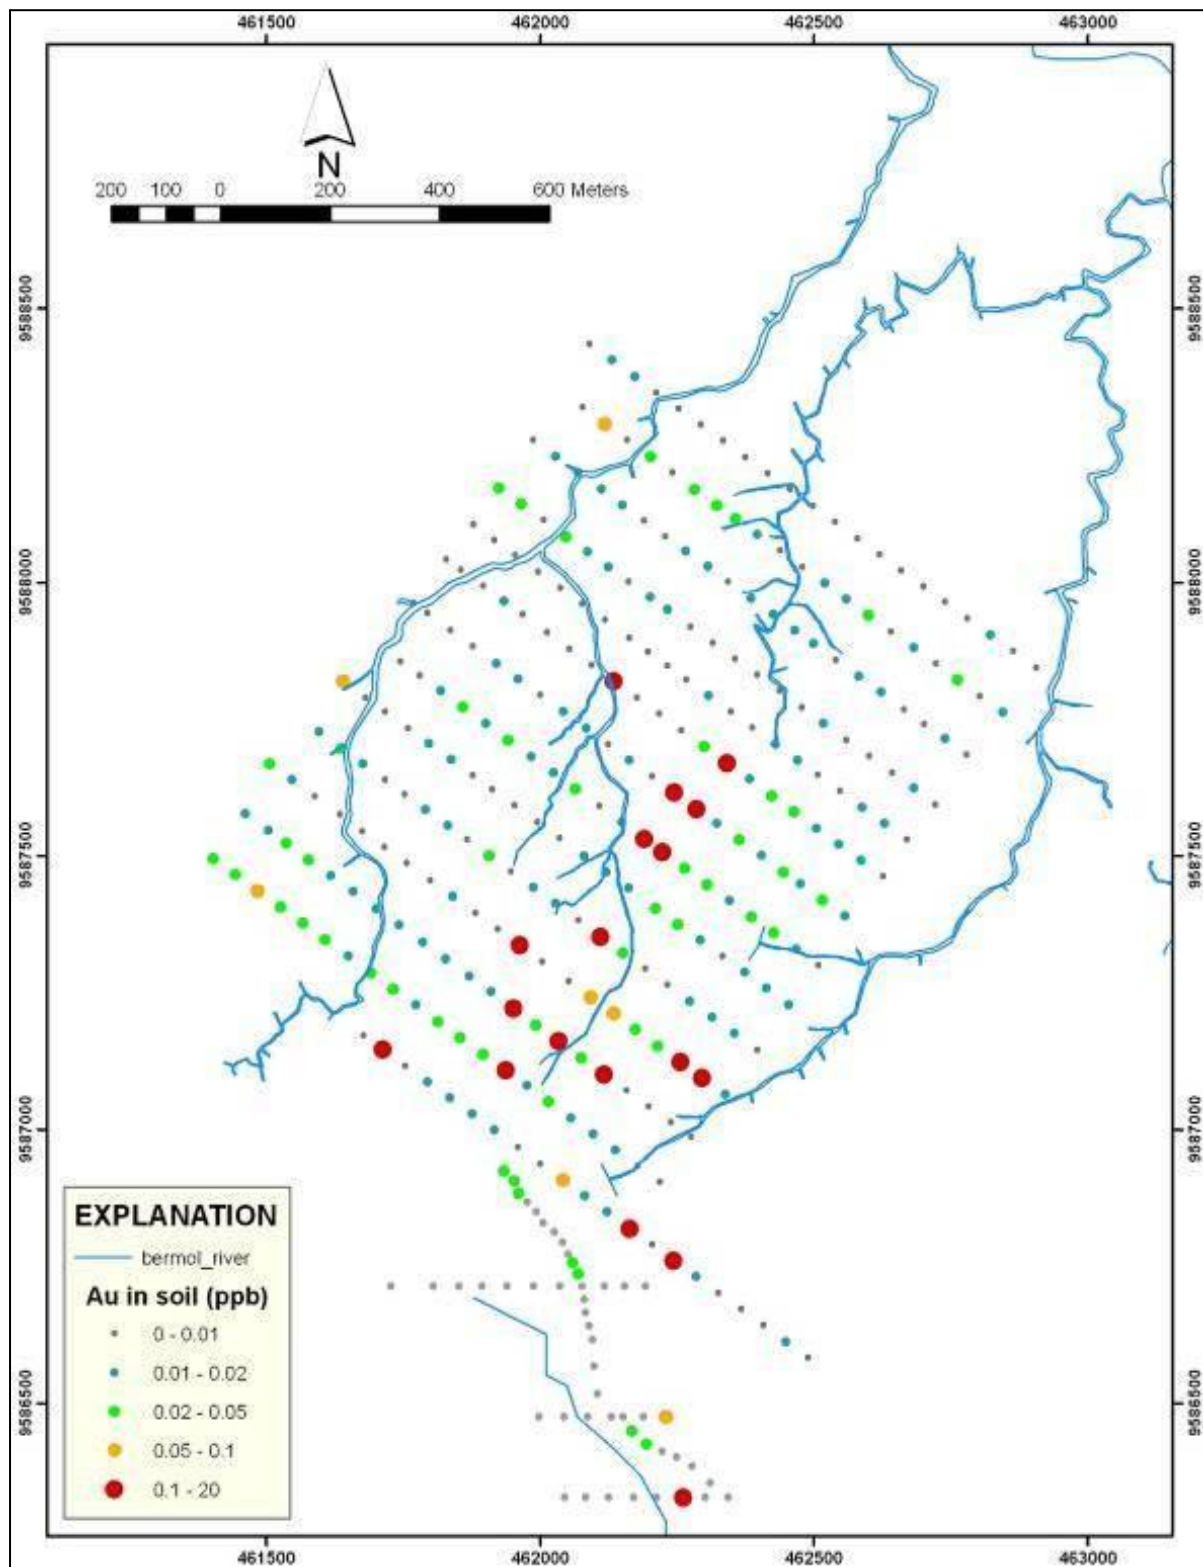 461500 462000 462500 463000
N
200 100 0 200 400 600 Meters
9588500 9588500
9588000 9588000
9587500 9587500
9587000 9587000
EXPLANATION
bermol_river
Au in soil (ppb)
0 - 0.01
0.01 - 0.02
0.02 - 0.05
0.05 - 0.1
0.1 - 20
9586500 9586500
461500 462000 462500 463000